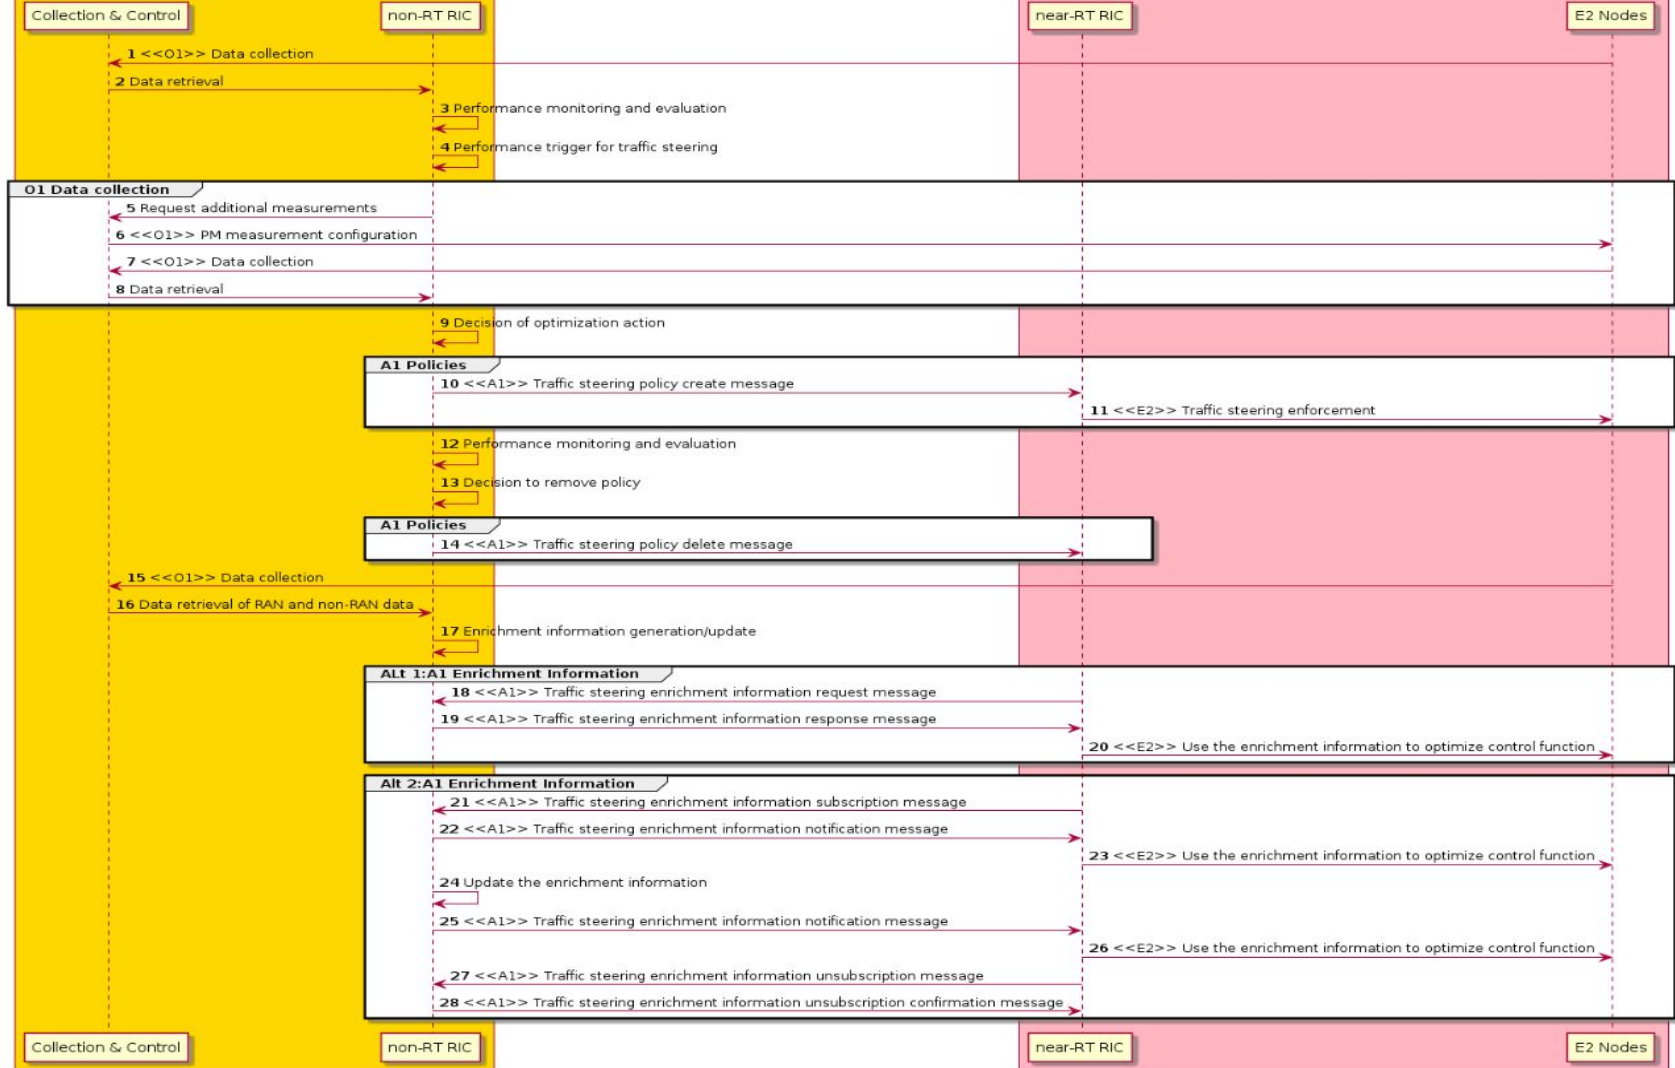 Collection & Control
non-RT RIC
near-RT RIC
E2 Nodes
1 <<O1>> Data collection
2 Data retrieval
3 Performance monitoring and evaluation
4 Performance trigger for traffic steering
O1 Data collection
5 Request additional measurements
6 <<O1>> PM measurement configuration
7 <<O1>> Data collection
8 Data retrieval
9 Decision of optimization action
A1 Policies
10 <<A1>> Traffic steering policy create message
11 <<E2>> Traffic steering enforcement
12 Performance monitoring and evaluation
13 Decision to remove policy
A1 Policies
14 <<A1>> Traffic steering policy delete message
15 <<O1>> Data collection
16 Data retrieval of RAN and non-RAN data
17 Enrichment information generation/update
ALt 1:A1 Enrichment Information
18 <<A1>> Traffic steering enrichment information request message
19 <<A1>> Traffic steering enrichment information response message
20 <<E2>> Use the enrichment information to optimize control function
Alt 2:A1 Enrichment Information
21 <<A1>> Traffic steering enrichment information subscription message
22 <<A1>> Traffic steering enrichment information notification message
23 <<E2>> Use the enrichment information to optimize control function
24 Update the enrichment information
25 <<A1>> Traffic steering enrichment information notification message
26 <<E2>> Use the enrichment information to optimize control function
27 <<A1>> Traffic steering enrichment information unsubscription message
28 <<A1>> Traffic steering enrichment information unsubscription confirmation message
Collection & Control
non-RT RIC
near-RT RIC
E2 Nodes